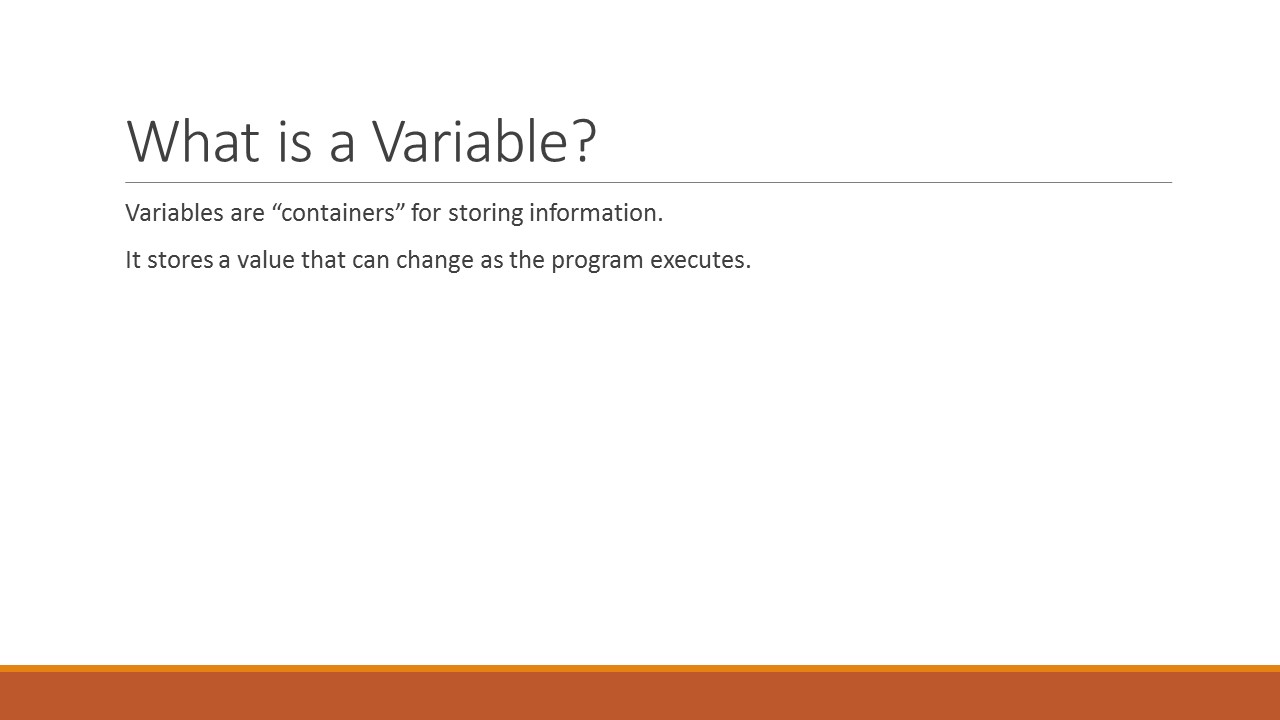 What is a Variable?
Variables are “containers” for storing information.
It stores a value that can change as the program executes.